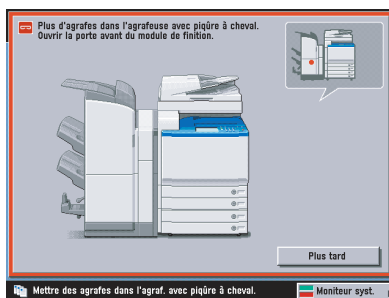 Plus d'agrafes dans l'agrafeuse avec piqûre à cheval.
Ouvrir la porte avant du module de finition.
Plus tard
Mettre des agrafes dans l'agraf. avec piqûre à cheval.
Moniteur syst.